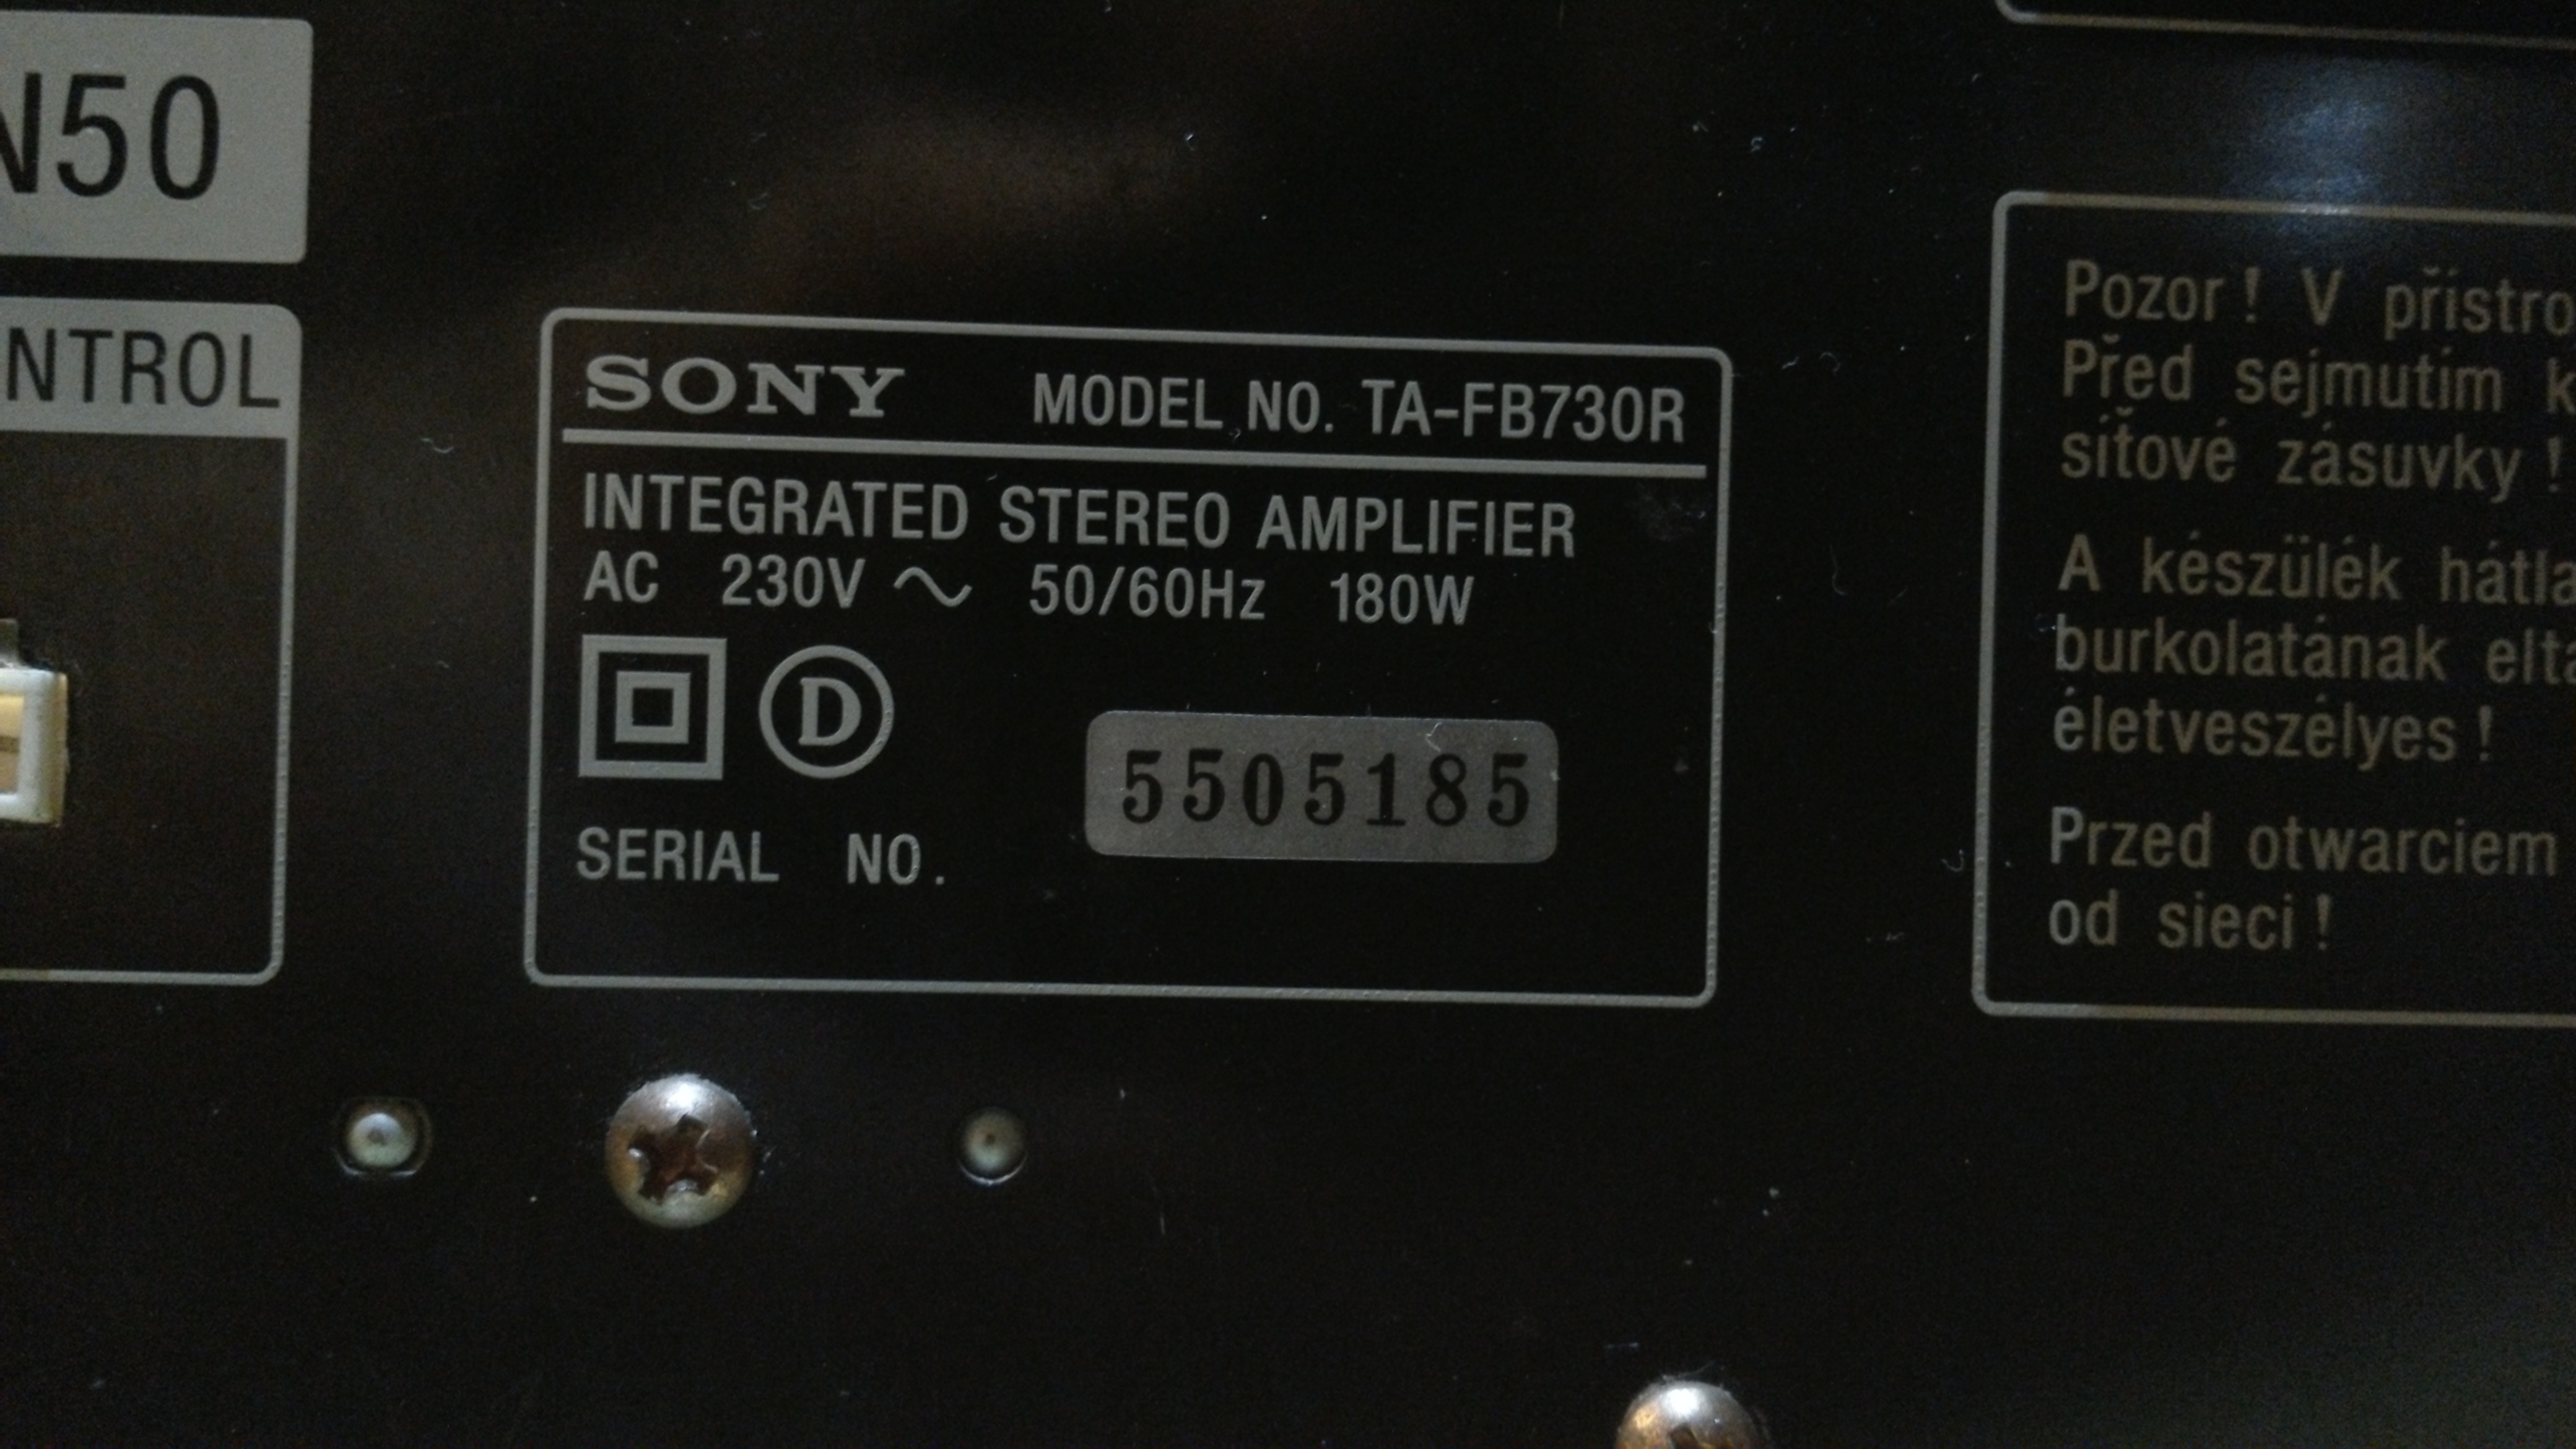 N50
NTROL
SONY MODEL NO. TA-FB730R
INTEGRATED STEREO AMPLIFIER
AC 230V ~ 50/60Hz 180W
D
5505185
SERIAL NO.
Pozor! V přístro
Před sejmutím k
síťové zásuvky!
A készülék hátla
burkolatának elta
életveszélyes!
Przed otwarciem
od sieci!